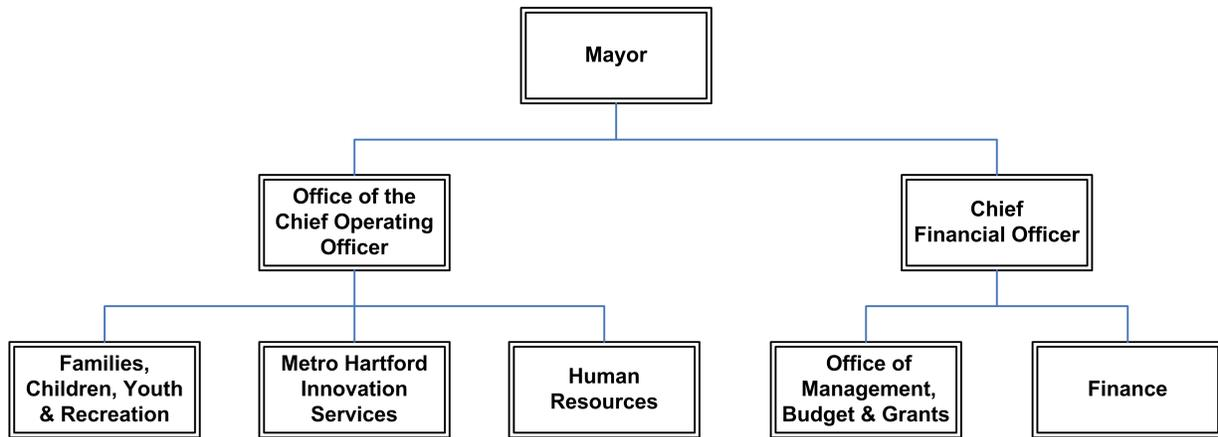 Mayor
Office of the
Chief Operating
Officer
Chief
Financial Officer
Families,
Children, Youth
& Recreation
Metro Hartford
Innovation
Services
Human
Resources
Office of
Management,
Budget & Grants
Finance